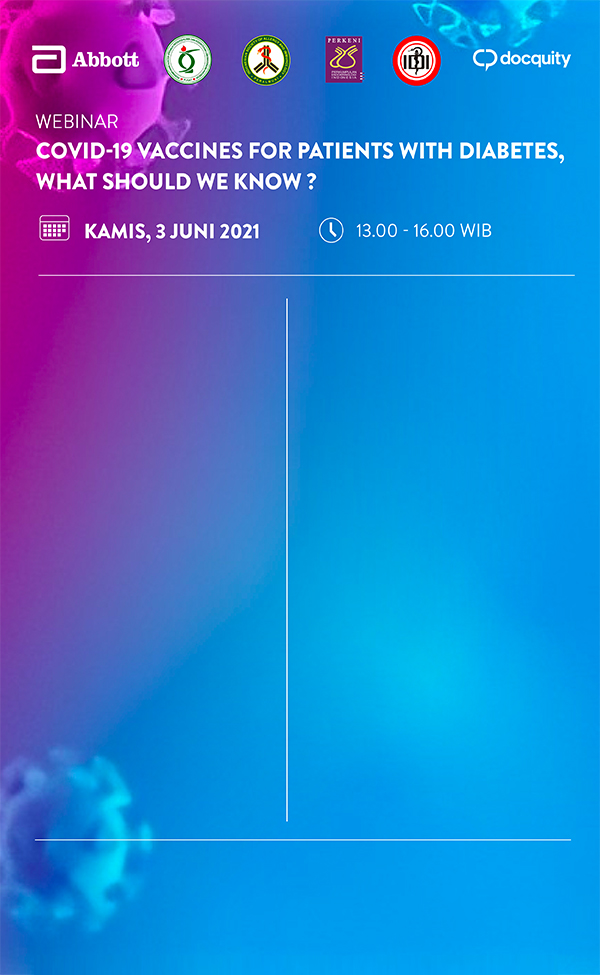 Abbott
PERKENI
IDI
docquity
WEBINAR
COVID-19 VACCINES FOR PATIENTS WITH DIABETES,
WHAT SHOULD WE KNOW ?
KAMIS, 3 JUNI 2021
13.00 - 16.00 WIB